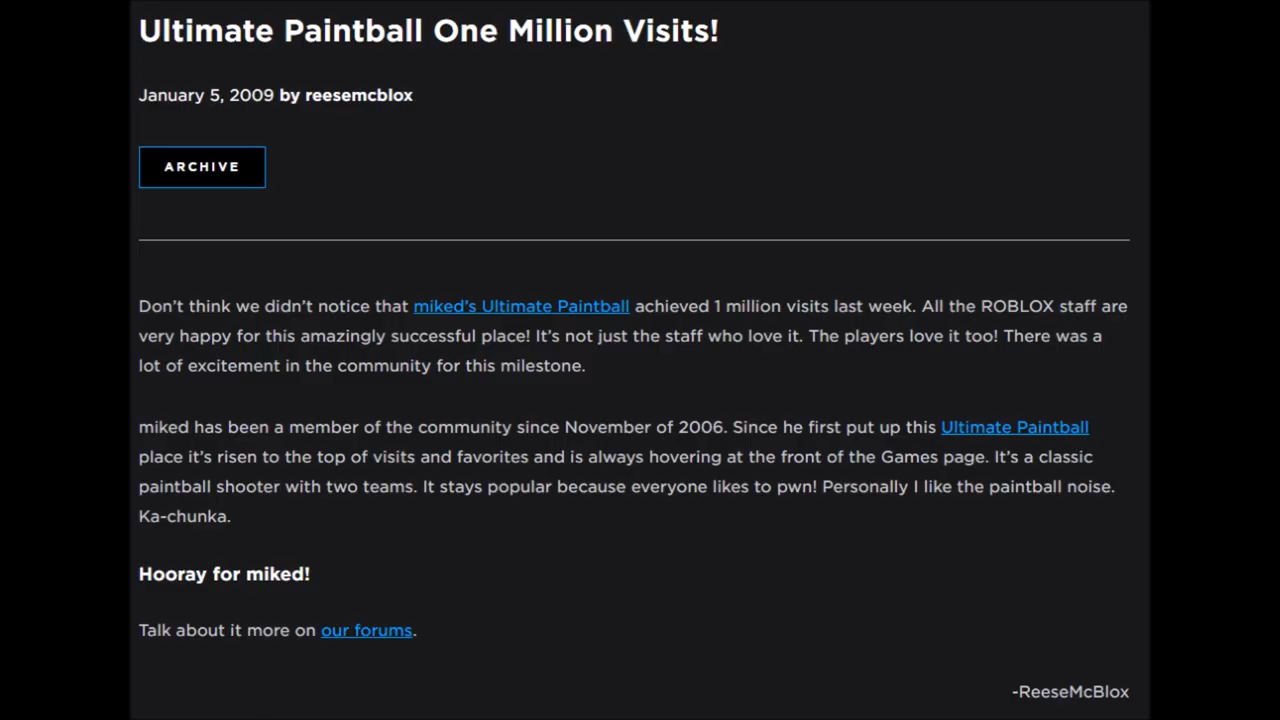 Ultimate Paintball One Million Visits!
January 5, 2009 by reesemcblox
ARCHIVE
Don't think we didn't notice that miked's Ultimate Paintball achieved 1 million visits last week. All the ROBLOX staff are
very happy for this amazingly successful place! It's not just the staff who love it. The players love it too! There was a
lot of excitement in the community for this milestone.
miked has been a member of the community since November of 2006. Since he first put up this Ultimate Paintball
place it's risen to the top of visits and favorites and is always hovering at the front of the Games page. It's a classic
paintball shooter with two teams. It stays popular because everyone likes to pwn! Personally I like the paintball noise.
Ka-chunka.
Hooray for miked!
Talk about it more on our forums.
-ReeseMcBlox